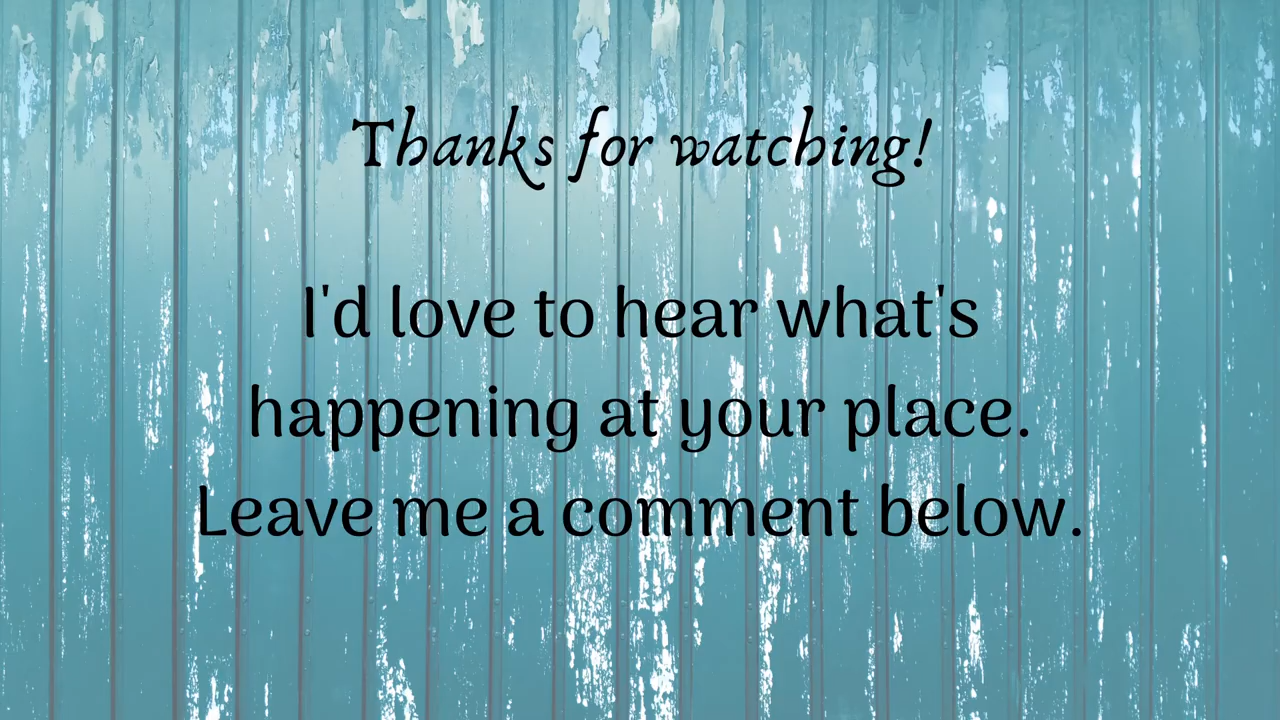 Thanks for watching!
I'd love to hear what's
happening at your place.
Leave me a comment below.